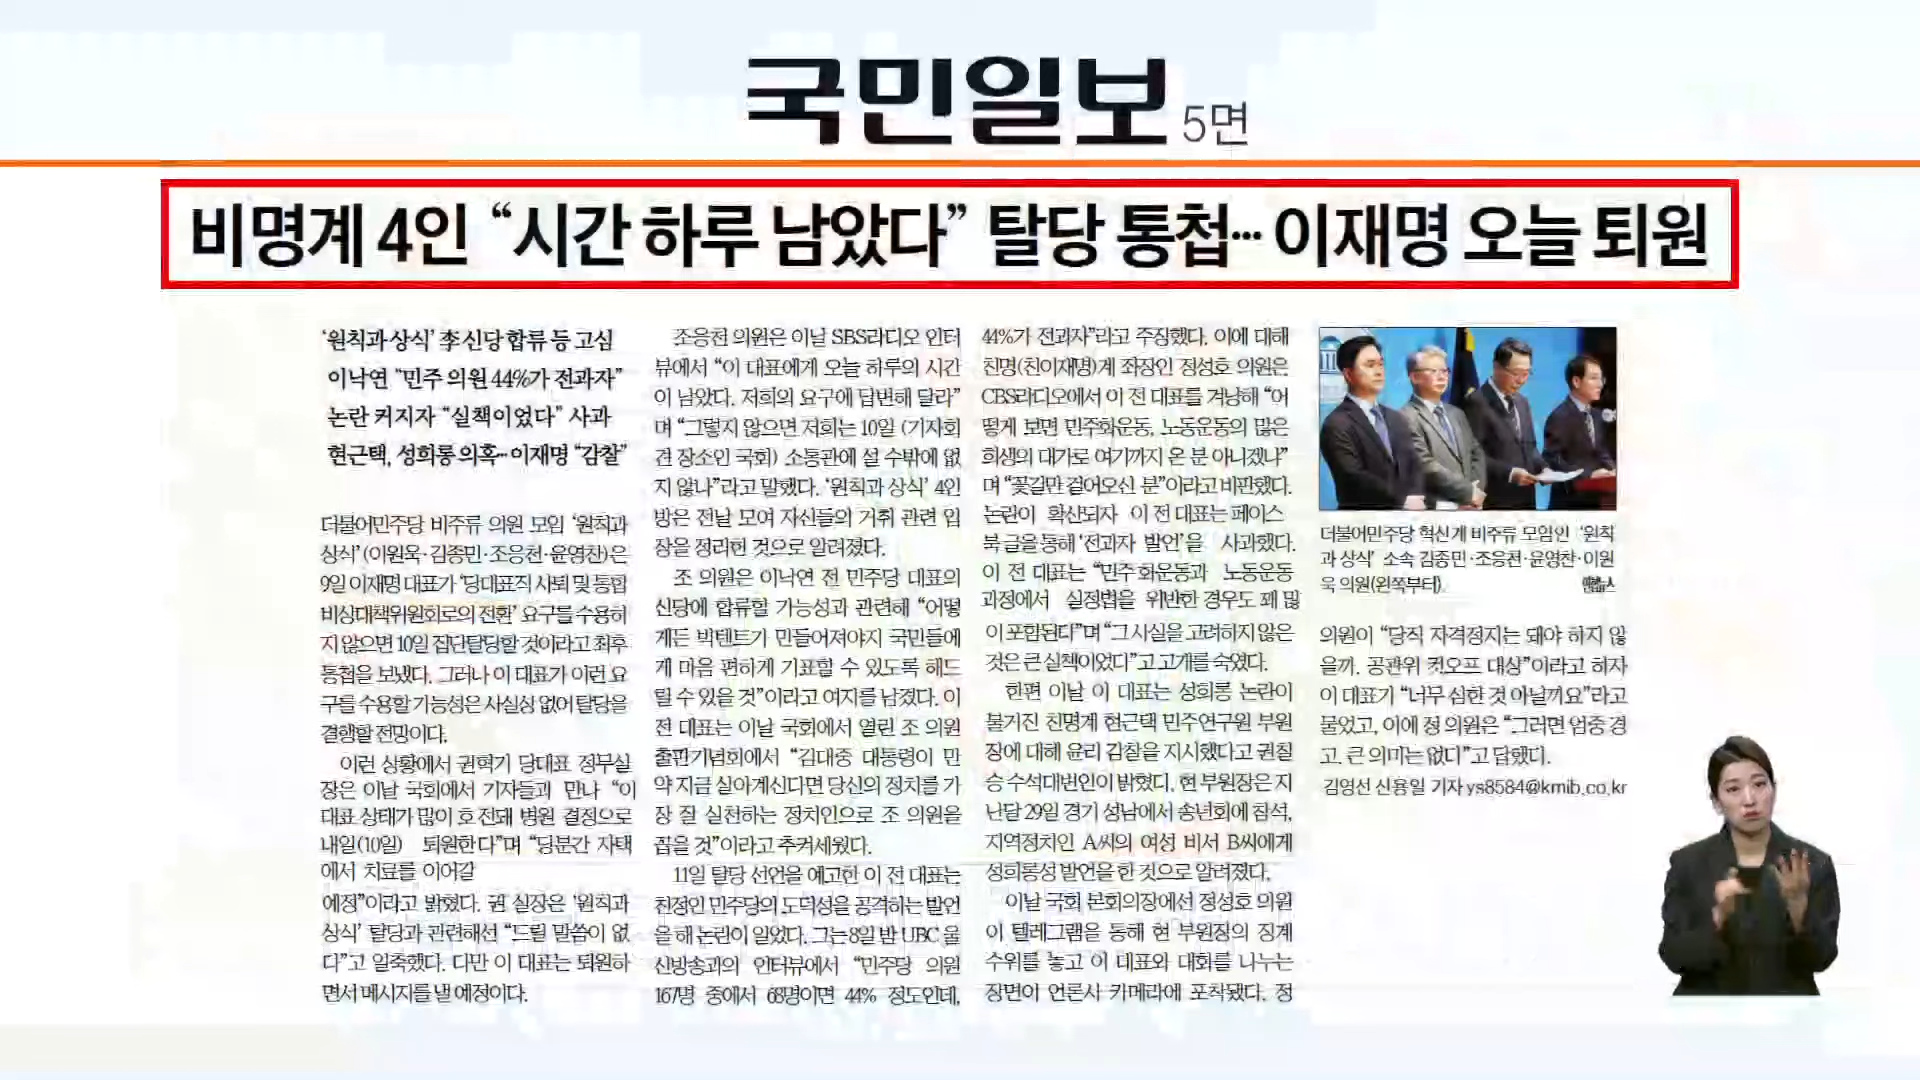 국민일보 5면
비명계 4인 “시간 하루 남았다” 탈당 통첩… 이재명 오늘 퇴원
‘원칙과 상식’ 李 신당 합류 등 고심
이낙연 “민주 의원 44%가 전과자”
논란 커지자 “실책이었다” 사과
현근택, 성희롱 의혹… 이재명 “감찰”
더불어민주당 비주류 의원 모임 ‘원칙과
상식’(이원욱·김종민·조응천·윤영찬)은
9일 이재명 대표가 ‘당대표직 사퇴 및 통합
비상대책위원회로의 전환’ 요구를 수용하
지 않으면 10일 집단탈당할 것이라고 최후
통첩을 보냈다. 그러나 이 대표가 이런 요
구를 수용할 가능성은 사실상 없어 탈당을
결행할 전망이다.
이런 상황에서 권혁기 당대표 정무실
장은 이날 국회에서 기자들과 만나 “이
대표 상태가 많이 호전돼 병원 결정으로
내일(10일) 퇴원한다”며 “당분간 자택
에서 치료를 이어갈
예정”이라고 밝혔다. 권 실장은 ‘원칙과
상식’ 탈당과 관련해선 “드릴 말씀이 없
다”고 일축했다. 다만 이 대표는 퇴원하
면서 메시지를 낼 예정이다.
조응천 의원은 이날 SBS라디오 인터
뷰에서 “이 대표에게 오늘 하루의 시간
이 남았다. 저희의 요구에 답변해 달라”
며 “그렇지 않으면 저희는 10일 (기자회
견 장소인 국회) 소통관에 설 수밖에 없
지 않나”라고 말했다. ‘원칙과 상식’ 4인
방은 전날 모여 자신들의 거취 관련 입
장을 정리한 것으로 알려졌다.
조 의원은 이낙연 전 민주당 대표의
신당에 합류할 가능성과 관련해 “어떻
게든 빅텐트가 만들어져야지 국민들에
게 마음 편하게 기표할 수 있도록 해드
릴 수 있을 것”이라고 여지를 남겼다. 이
전 대표는 이날 국회에서 열린 조 의원
출판기념회에서 “김대중 대통령이 만
약 지금 살아계신다면 당신의 정치를 가
장 잘 실천하는 정치인으로 조 의원을
꼽을 것”이라고 추켜세웠다.
11일 탈당 선언을 예고한 이 전 대표는
친정인 민주당의 도덕성을 공격하는 발언
을 해 논란이 일었다. 그는 8일 밤 UBC 울
산방송과의 인터뷰에서 “민주당 의원
167명 중에서 68명이면 44% 정도인데,
44%가 전과자”라고 주장했다. 이에 대해
친명(친이재명)계 좌장인 정성호 의원은
CBS라디오에서 이 전 대표를 겨냥해 “어
떻게 보면 민주화운동, 노동운동의 많은
희생의 대가로 여기까지 온 분 아니겠나”
며 “꽃길만 걸어오신 분”이라고 비판했다.
논란이 확산되자 이 전 대표는 페이스
북 글을 통해 ‘전과자 발언’을 사과했다.
이 전 대표는 “민주화운동과 노동운동
과정에서 실정법을 위반한 경우도 꽤 많
이 포함된다”며 “그 사실을 고려하지 않은
것은 큰 실책이었다”고 고개를 숙였다.
한편 이날 이 대표는 성희롱 논란이
불거진 친명계 현근택 민주연구원 부원
장에 대해 윤리 감찰을 지시했다고 권칠
승 수석대변인이 밝혔다. 현 부원장은 지
난달 29일 경기 성남에서 송년회에 참석,
지역정치인 A씨의 여성 비서 B씨에게
성희롱성 발언을 한 것으로 알려졌다.
이날 국회 본회의장에선 정성호 의원
이 텔레그램을 통해 현 부원장의 징계
수위를 놓고 이 대표와 대화를 나누는
장면이 언론사 카메라에 포착됐다. 정
더불어민주당 혁신계 비주류 모임인 ‘원칙
과 상식’ 소속 김종민·조응천·윤영찬·이원
욱 의원(왼쪽부터).
의원이 “당직 자격정지는 돼야 하지 않
을까. 공관위 컷오프 대상”이라고 하자
이 대표가 “너무 심한 것 아닐까요”라고
물었고, 이에 정 의원은 “그러면 엄중 경
고. 큰 의미는 없다”고 답했다.
김영선 신용일 기자 ys8584@kmib.co.kr